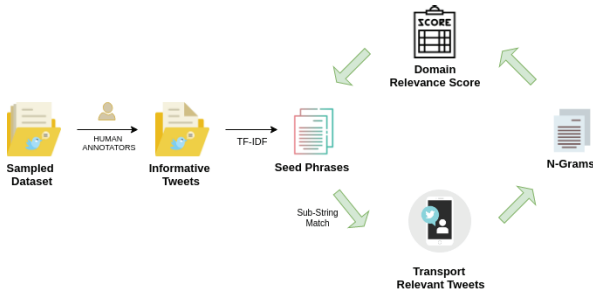 SCORE
Domain
Relevance Score
HUMAN
ANNOTATORS
TF-IDF
Sampled
Dataset
Informative
Tweets
Seed Phrases
N-Grams
Sub-String
Match
Transport
Relevant Tweets